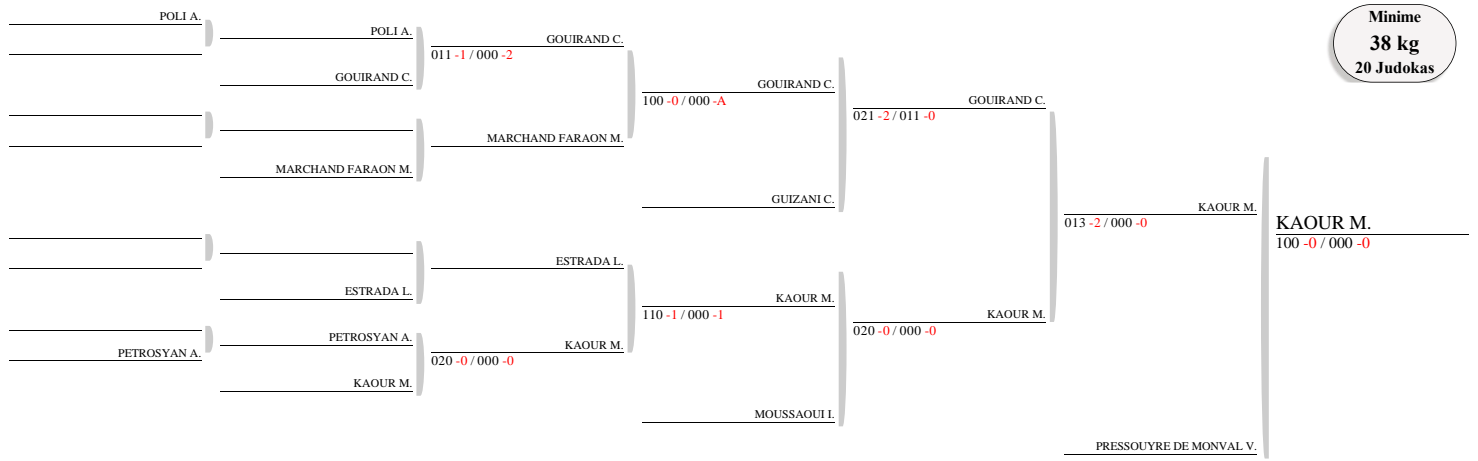 POLI A.
PETROSYAN A.
POLI A.
GOUIRAND C.
MARCHAND FARAON M.
ESTRADA L.
PETROSYAN A.
KAOUR M.
GOUIRAND C.
011 -1 / 000 -2
MARCHAND FARAON M.
ESTRADA L.
KAOUR M.
020 -0 / 000 -0
GOUIRAND C.
100 -0 / 000 -A
GUIZANI C.
KAOUR M.
110 -1 / 000 -1
MOUSSAOUI I.
GOUIRAND C.
021 -2 / 011 -0
KAOUR M.
020 -0 / 000 -0
KAOUR M.
013 -2 / 000 -0
PRESSOUYRE DE MONVAL V.
KAOUR M.
100 -0 / 000 -0
Minime
38 kg
20 Judokas